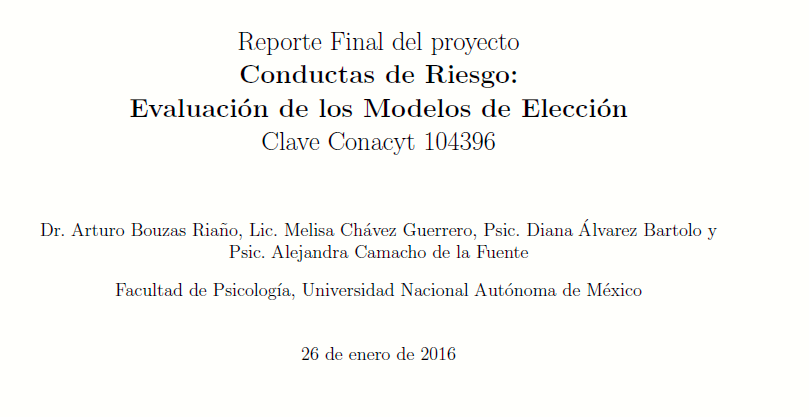 Reporte Final del proyecto
Conductas de Riesgo:
Evaluación de los Modelos de Elección
Clave Conacyt 104396
Dr. Arturo Bouzas Riaño, Lic. Melisa Chávez Guerrero, Psic. Diana Álvarez Bartolo y
Psic. Alejandra Camacho de la Fuente
Facultad de Psicología, Universidad Nacional Autónoma de México
26 de enero de 2016